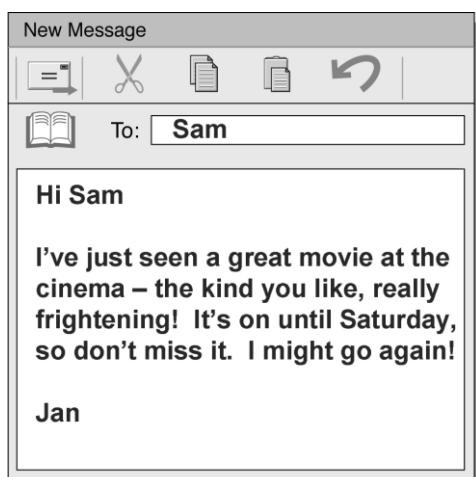 New Message
To: Sam
Hi Sam
I've just seen a great movie at the
cinema – the kind you like, really
frightening!  It's on until Saturday,
so don't miss it.  I might go again!
Jan